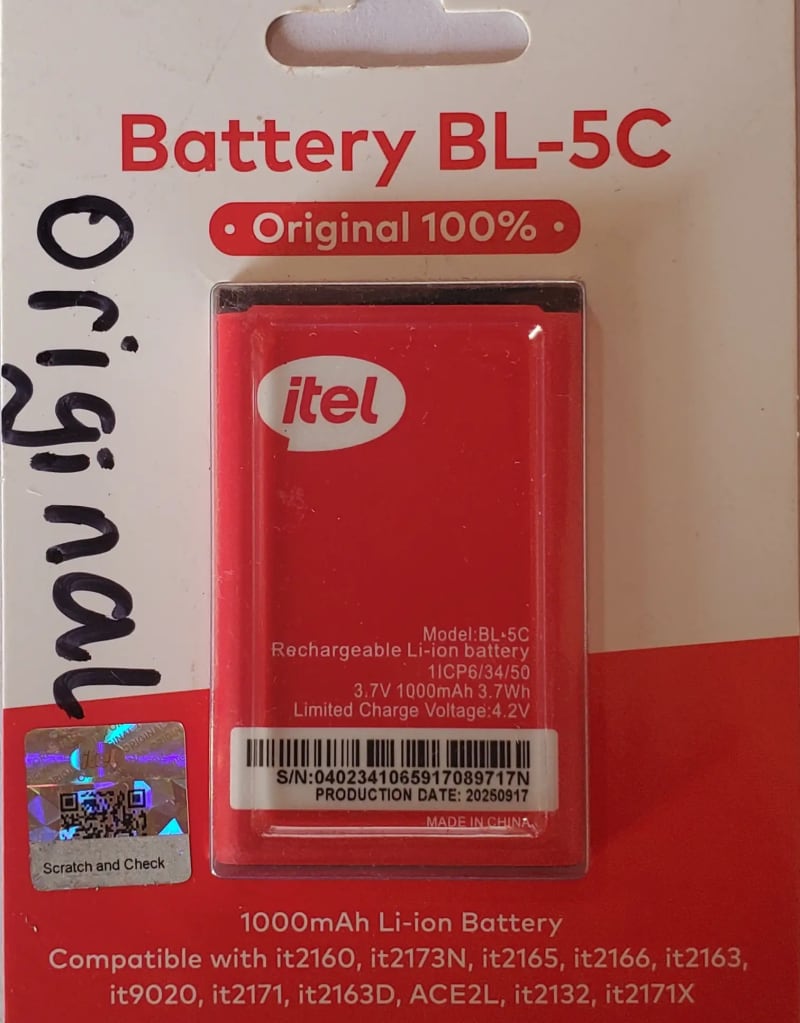 Battery BL-5C
• Original 100% •
Original
itel
Model:BL-5C
Rechargeable Li-ion battery
1ICP6/34/50
3.7V 1000mAh 3.7Wh
Limited Charge Voltage:4.2V
S/N:0402341065917089717N
PRODUCTION DATE: 20250917
MADE IN CHINA
Scratch and Check
1000mAh Li-ion Battery
Compatible with it2160, it2173N, it2165, it2166, it2163,
it9020, it2171, it2163D, ACE2L, it2132, it2171X